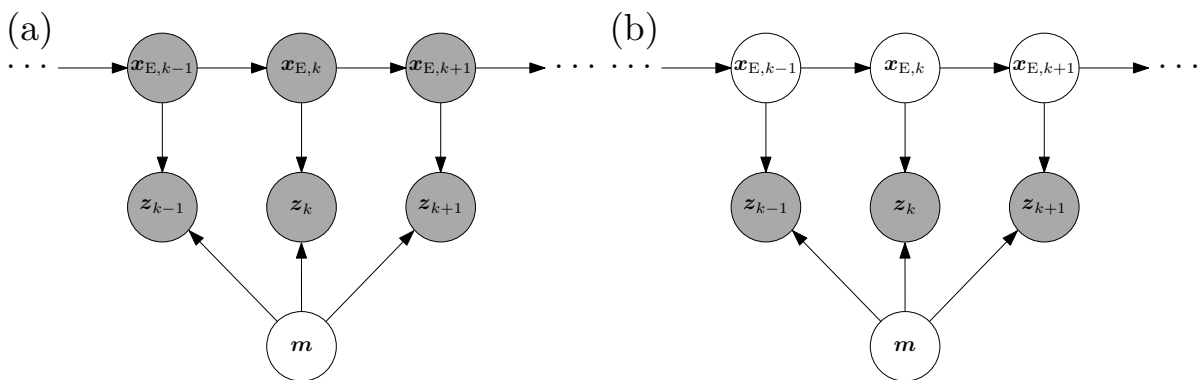 (a) (b)
··· x_{E,k−1} x_{E,k} x_{E,k+1} ··· ··· x_{E,k−1} x_{E,k} x_{E,k+1} ···
z_{k−1} z_k z_{k+1} z_{k−1} z_k z_{k+1}
m m